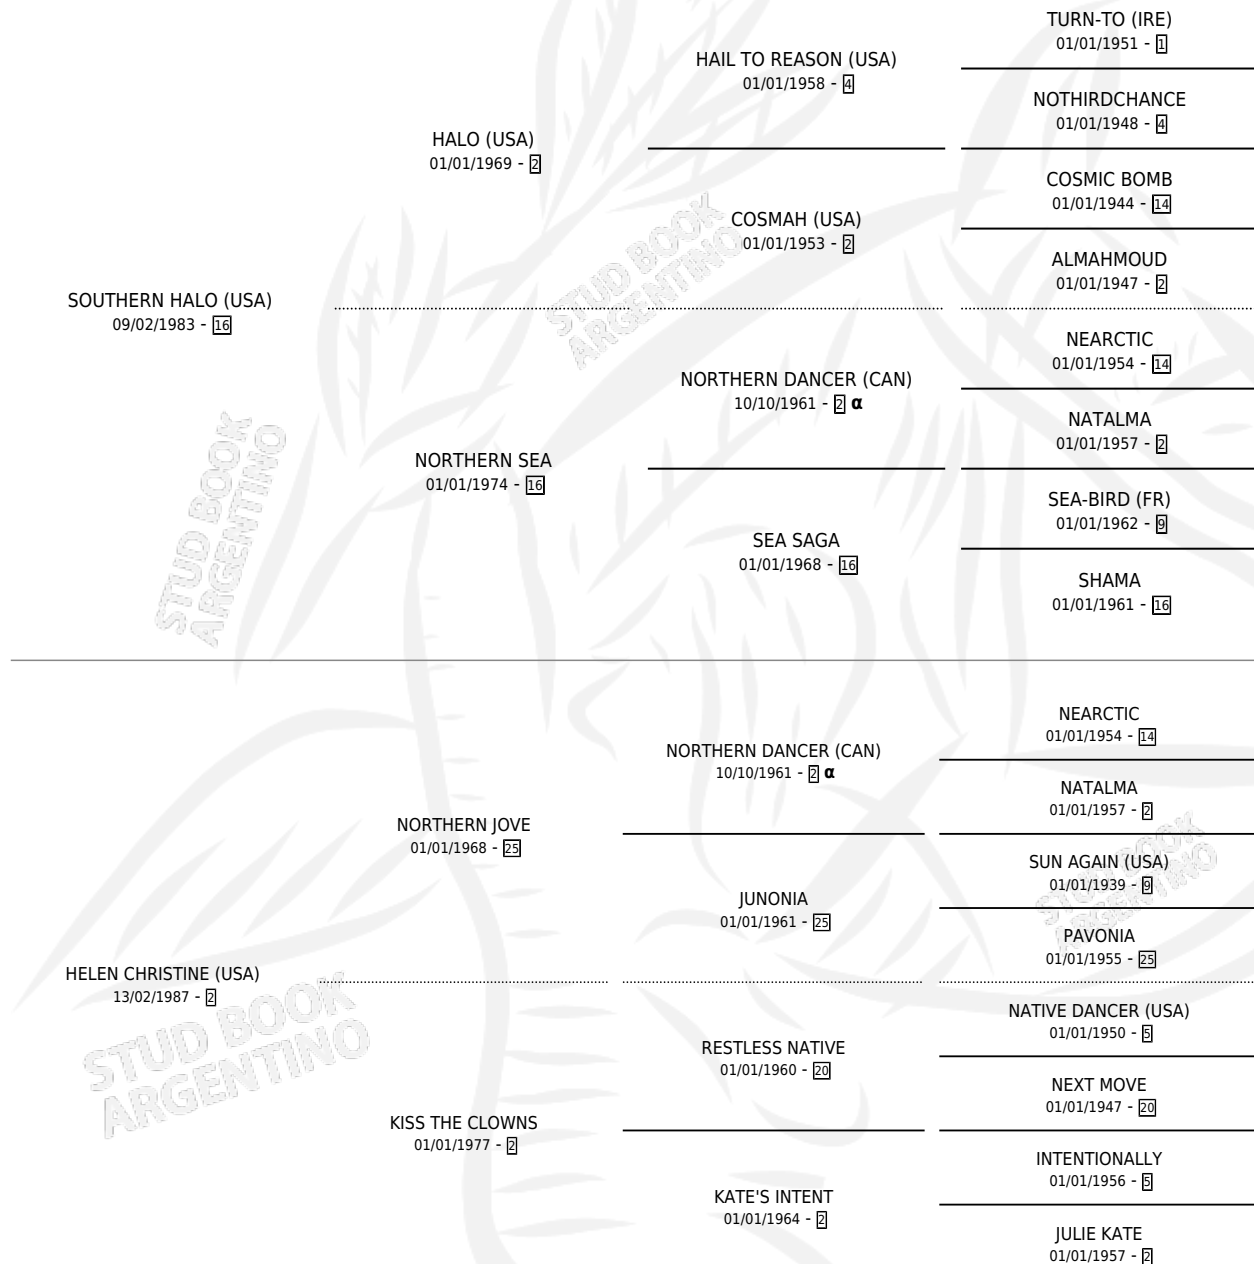 TURN-TO (IRE)
01/01/1951 - 1
HAIL TO REASON (USA)
01/01/1958 - 4
NOTHIRDCHANCE
01/01/1948 - 4
HALO (USA)
01/01/1969 - 2
COSMIC BOMB
01/01/1944 - 14
COSMAH (USA)
01/01/1953 - 2
ALMAHMOUD
01/01/1947 - 2
SOUTHERN HALO (USA)
09/02/1983 - 16
STUD BOOK
ARGENTINO
NEARCTIC
01/01/1954 - 14
NORTHERN DANCER (CAN)
10/10/1961 - 2 α
NATALMA
01/01/1957 - 2
NORTHERN SEA
01/01/1974 - 16
SEA-BIRD (FR)
01/01/1962 - 9
SEA SAGA
01/01/1968 - 16
SHAMA
01/01/1961 - 16
STUD BOOK
ARGENTINO
NEARCTIC
01/01/1954 - 14
NORTHERN DANCER (CAN)
10/10/1961 - 2 α
NATALMA
01/01/1957 - 2
NORTHERN JOVE
01/01/1968 - 25
SUN AGAIN (USA)
01/01/1939 - 9
JUNONIA
01/01/1961 - 25
PAVONIA
01/01/1955 - 25
STUD BOOK
ARGENTINO
HELEN CHRISTINE (USA)
13/02/1987 - 2
NATIVE DANCER (USA)
01/01/1950 - 5
RESTLESS NATIVE
01/01/1960 - 20
NEXT MOVE
01/01/1947 - 20
STUD BOOK
ARGENTINO
KISS THE CLOWNS
01/01/1977 - 2
INTENTIONALLY
01/01/1956 - 5
KATE'S INTENT
01/01/1964 - 2
JULIE KATE
01/01/1957 - 2